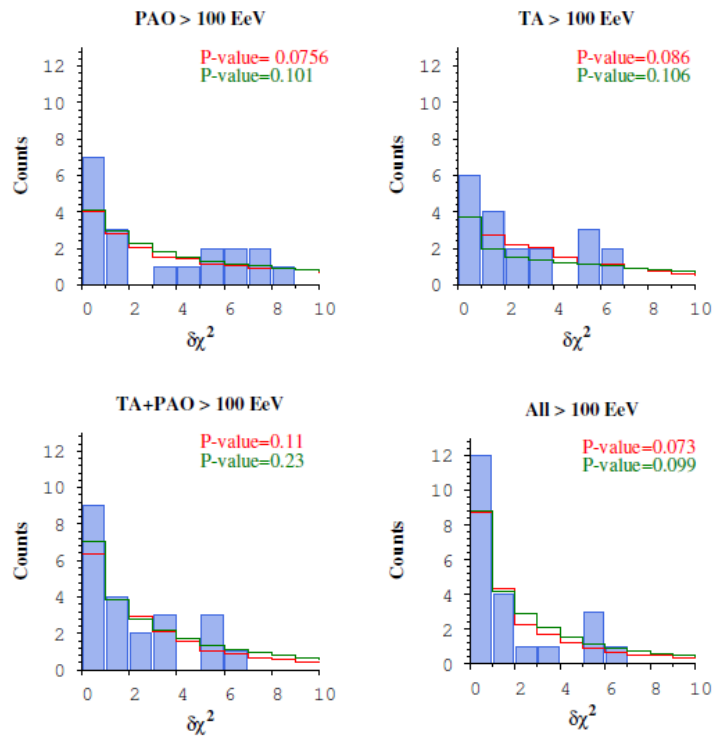 PAO > 100 EeV
P-value= 0.0756
P-value=0.101
12
10
8
6
4
2
0
Counts
0 2 4 6 8 10
δχ²
TA > 100 EeV
P-value=0.086
P-value=0.106
12
10
8
6
4
2
0
Counts
0 2 4 6 8 10
δχ²
TA+PAO > 100 EeV
P-value=0.11
P-value=0.23
12
10
8
6
4
2
0
Counts
0 2 4 6 8 10
δχ²
All > 100 EeV
P-value=0.073
P-value=0.099
12
10
8
6
4
2
0
Counts
0 2 4 6 8 10
δχ²